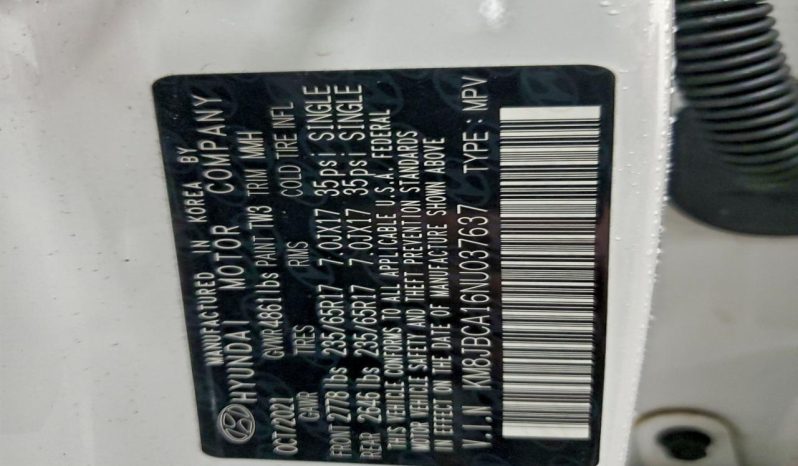 MANUFACTURED IN KOREA BY
HYUNDAI MOTOR COMPANY
OCT/2021 GVWR 4861 lbs PAINT TW3 TRIM MMH
GAWR TIRES RIMS COLD TIRE INFL
FRONT 2778 lbs 235/65R17 7.0JX17 35psi SINGLE
REAR 2646 lbs 235/65R17 7.0JX17 35psi SINGLE
THIS VEHICLE CONFORMS TO ALL APPLICABLE U.S.A. FEDERAL
MOTOR VEHICLE SAFETY AND THEFT PREVENTION STANDARDS
IN EFFECT ON THE DATE OF MANUFACTURE SHOWN ABOVE
V.I.N : KM8JBCA16NU037637 TYPE : MPV